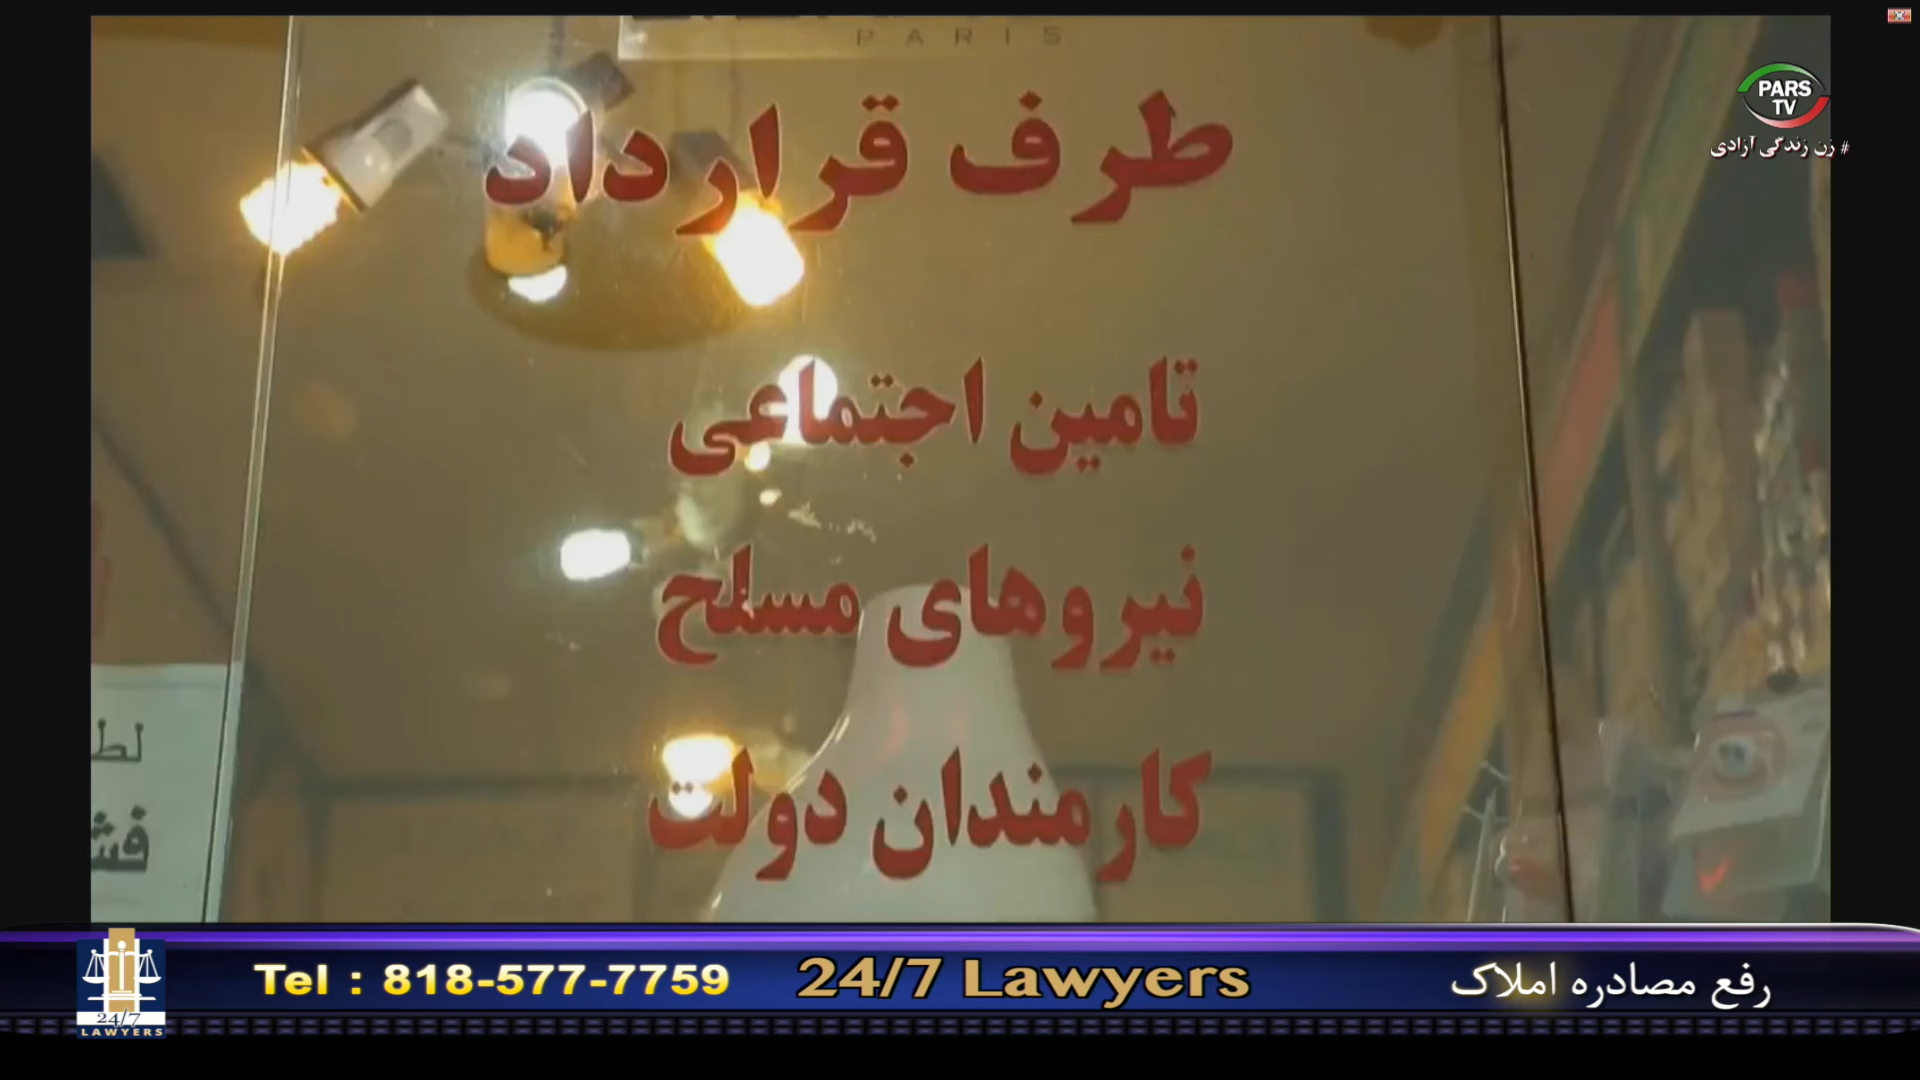 PARIS
PARS
TV
# زن زندگی آزادی
طرف قرارداد
تامین اجتماعی
نیروهای مسلح
کارمندان دولت
24/7
LAWYERS
Tel : 818-577-7759
24/7 Lawyers
رفع مصادره املاک